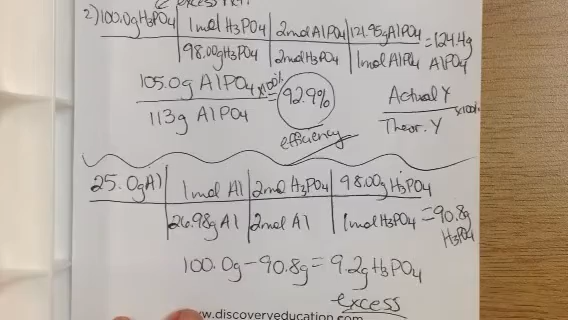 2) 100.0g H₃PO₄ | 1mol H₃PO₄ | 2mol AlPO₄ | 121.95g AlPO₄ = 124.4g
98.00g H₃PO₄ | 2mol H₃PO₄ | 1mol AlPO₄ AlPO₄
105.0g AlPO₄ ×100% = 92.9% Actual Y ×100%
113g AlPO₄ Theor. Y
efficiency
25.0g Al | 1mol Al | 2mol H₃PO₄ | 98.00g H₃PO₄
26.98g Al | 2mol Al | 1mol H₃PO₄ = 90.8g
H₃PO₄
100.0g - 90.8g = 9.2g H₃PO₄
excess
www.discoveryeducation.com